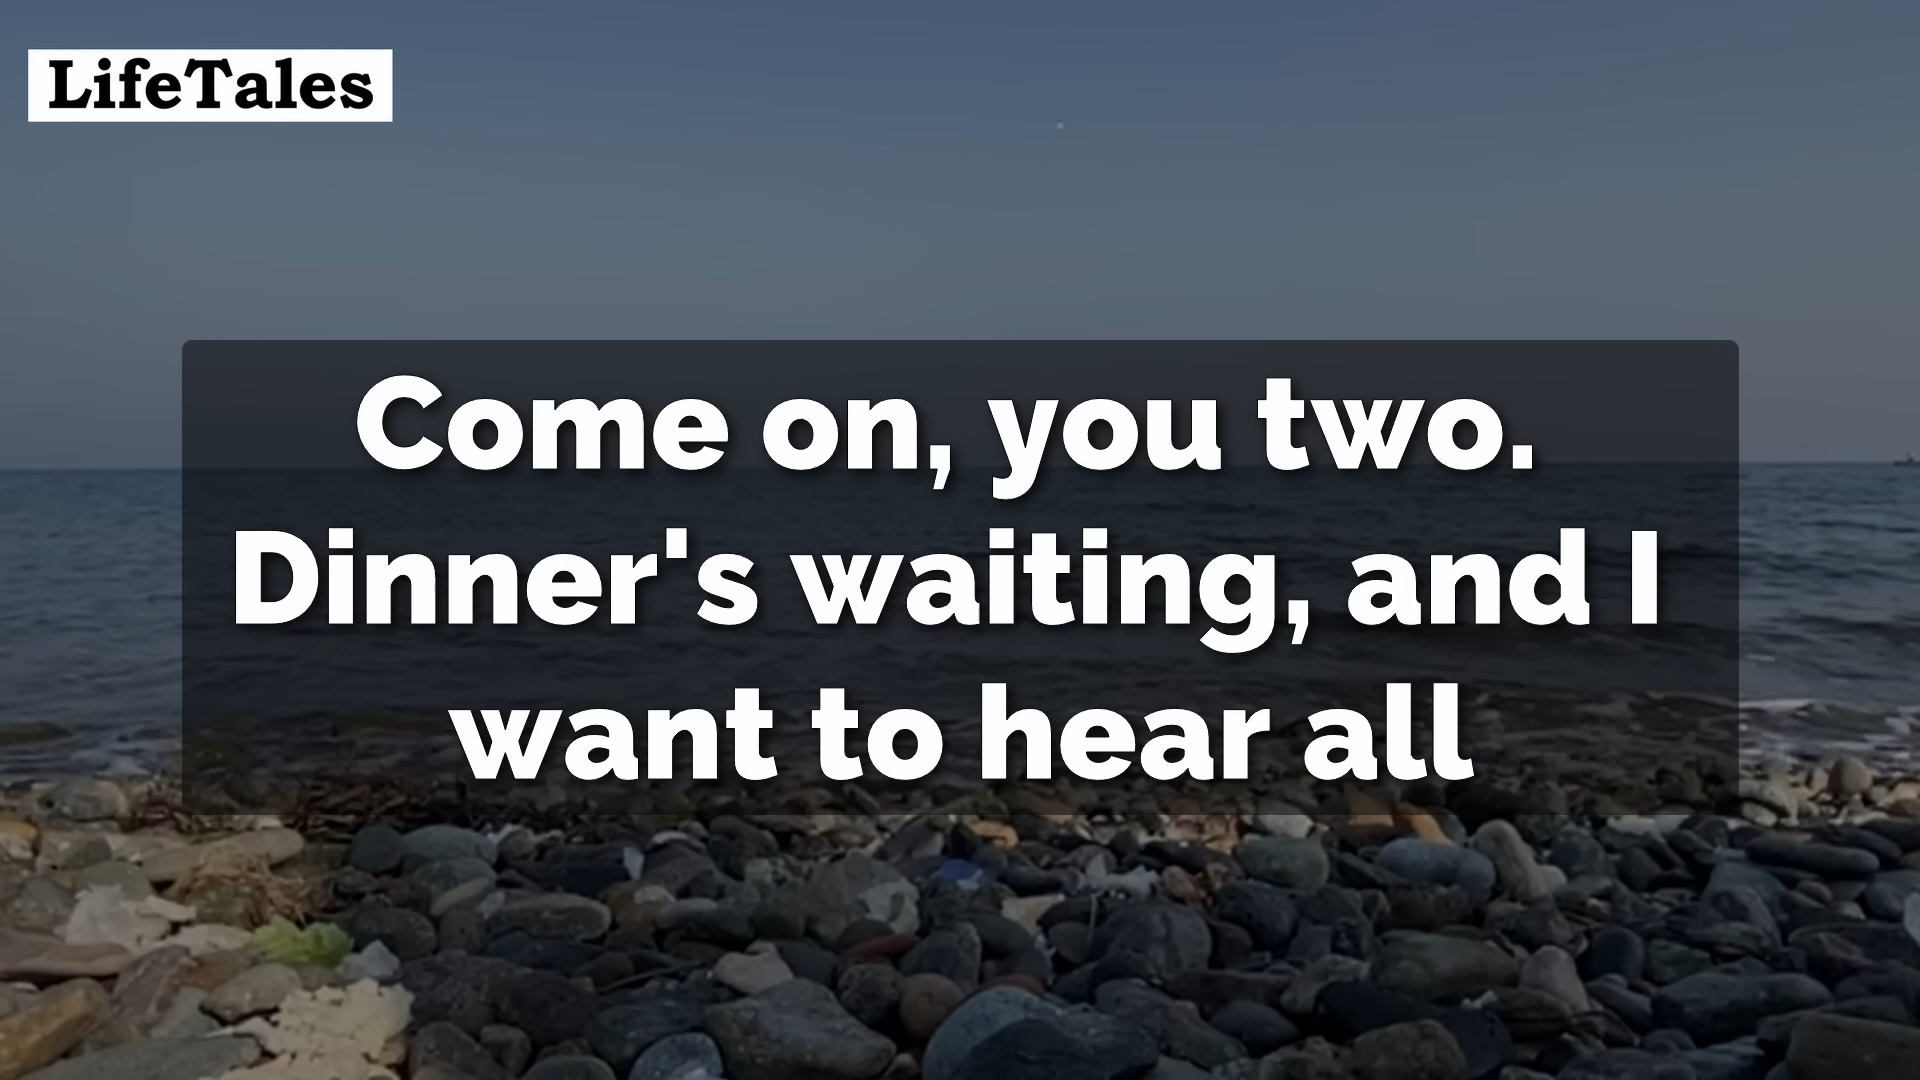 LifeTales
Come on, you two.
Dinner's waiting, and I
want to hear all